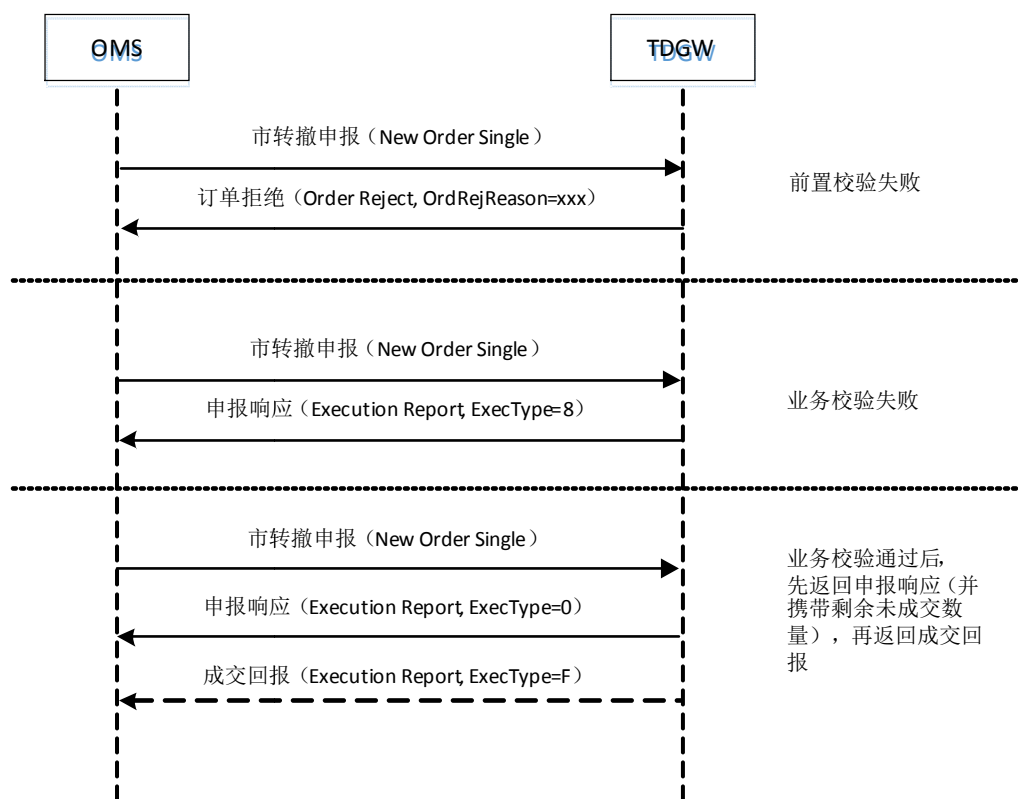 OMS
TDGW
市转撤申报（New Order Single）
订单拒绝（Order Reject, OrdRejReason=xxx）
前置校验失败
市转撤申报（New Order Single）
申报响应（Execution Report, ExecType=8）
业务校验失败
市转撤申报（New Order Single）
申报响应（Execution Report, ExecType=0）
成交回报（Execution Report, ExecType=F）
业务校验通过后，
先返回申报响应（并
携带剩余未成交数
量），再返回成交回
报